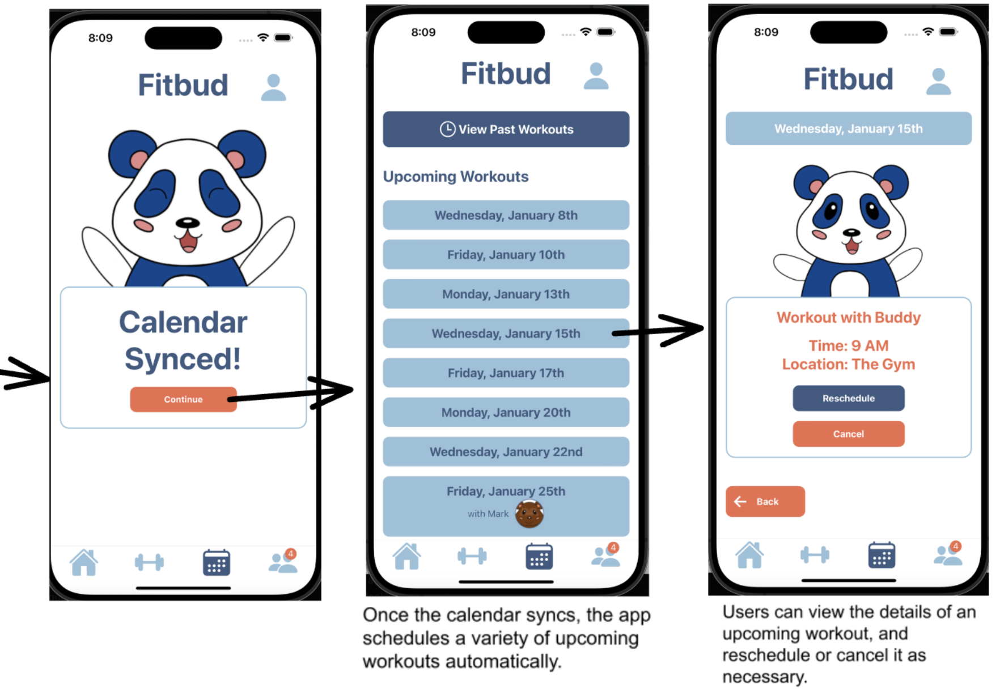 8:09
Fitbud
Calendar
Synced!
Continue
4
8:09
Fitbud
View Past Workouts
Upcoming Workouts
Wednesday, January 8th
Friday, January 10th
Monday, January 13th
Wednesday, January 15th
Friday, January 17th
Monday, January 20th
Wednesday, January 22nd
Friday, January 25th
with Mark
4
Once the calendar syncs, the app
schedules a variety of upcoming
workouts automatically.
8:09
Fitbud
Wednesday, January 15th
Workout with Buddy
Time: 9 AM
Location: The Gym
Reschedule
Cancel
Back
4
Users can view the details of an
upcoming workout, and
reschedule or cancel it as
necessary.